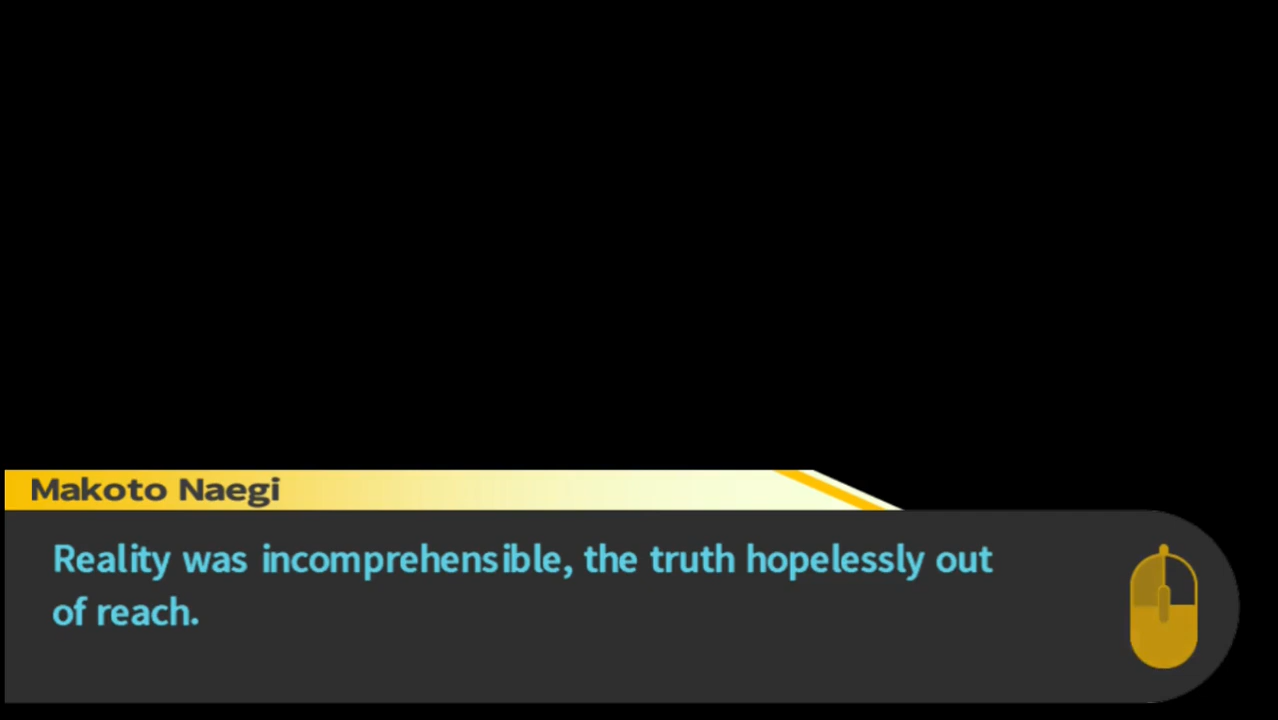 Makoto Naegi
Reality was incomprehensible, the truth hopelessly out
of reach.